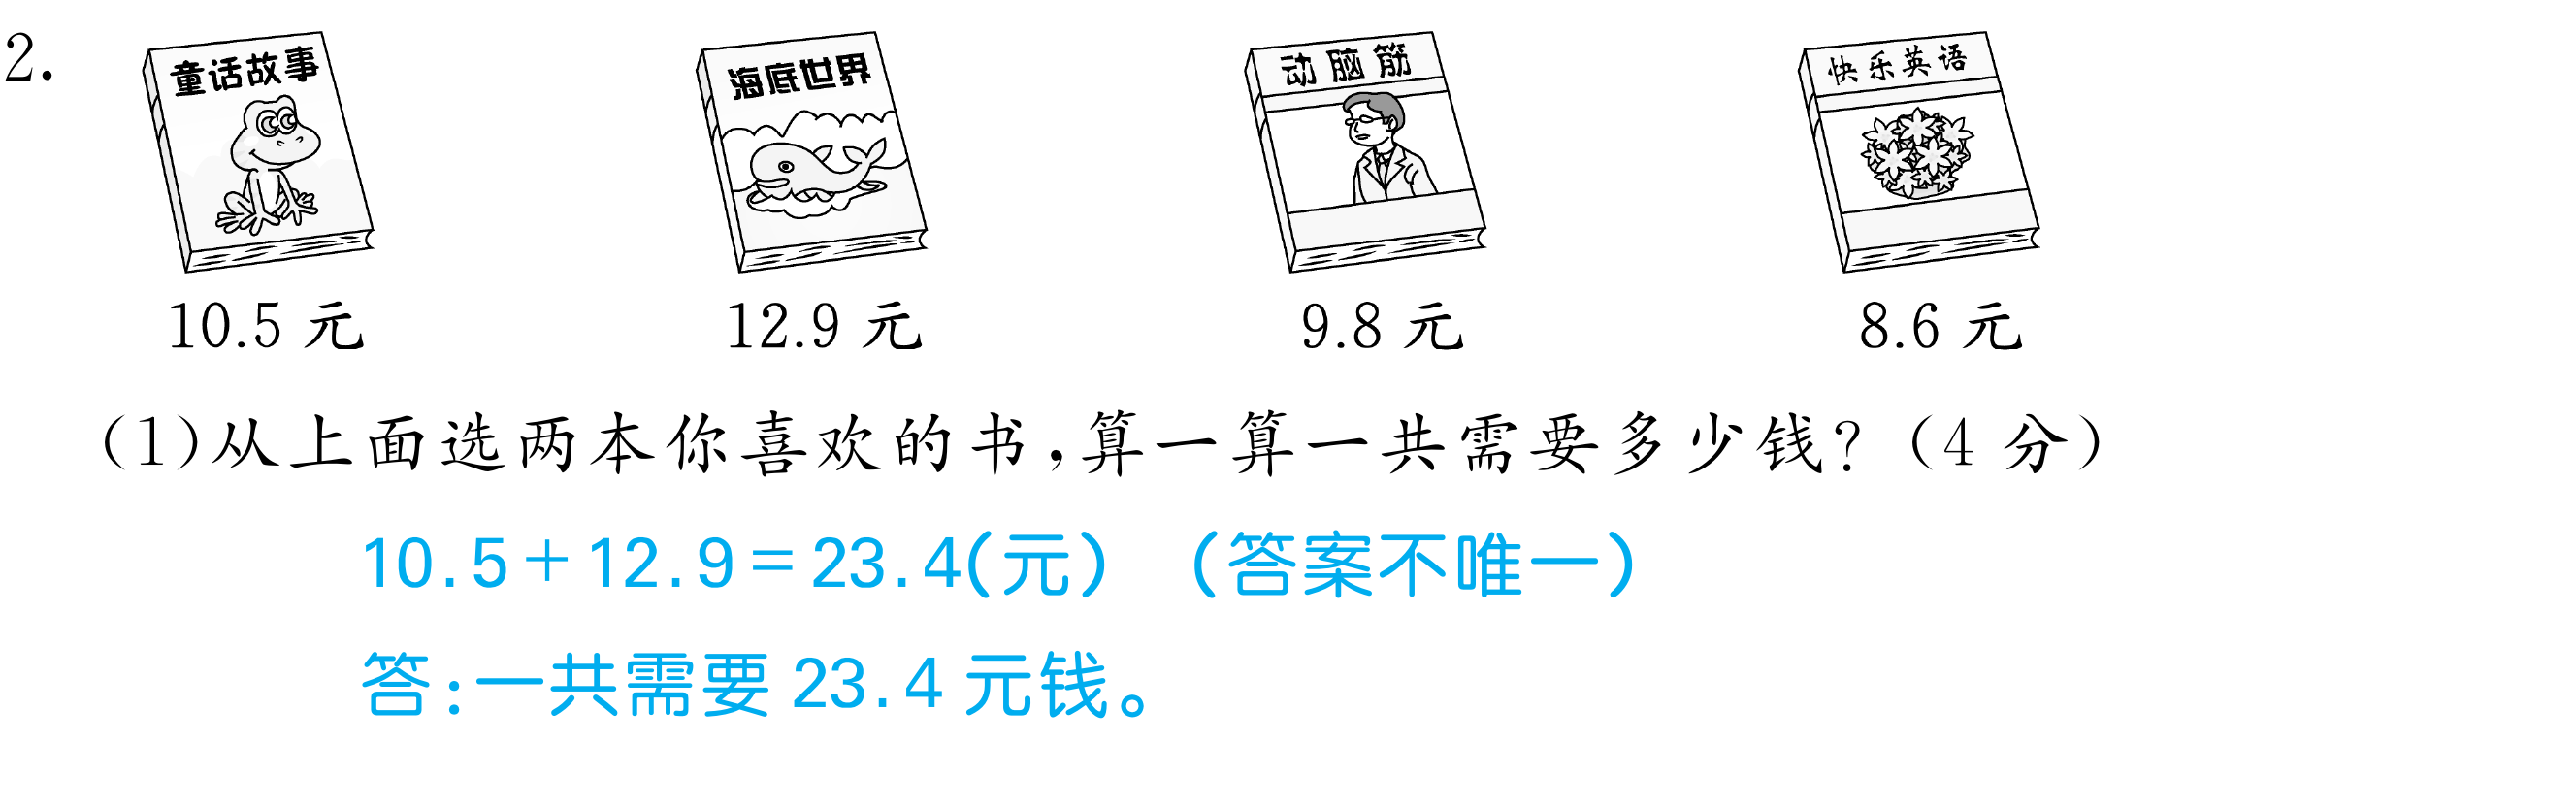 2.
童话故事 海底世界 动脑筋 快乐英语
10.5 元 12.9 元 9.8 元 8.6 元
(1)从上面选两本你喜欢的书,算一算一共需要多少钱?(4 分)
10.5+12.9=23.4(元) (答案不唯一)
答:一共需要 23.4 元钱。